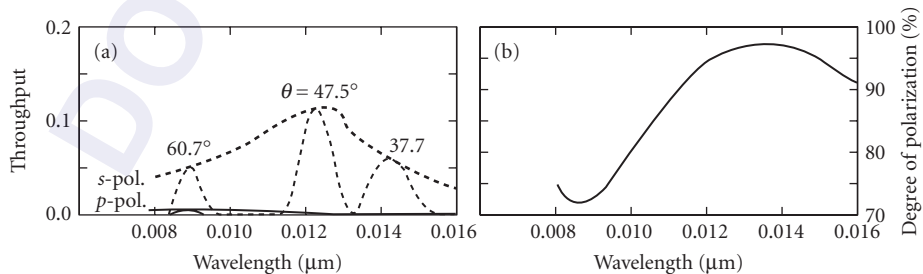 0.2
(a)
θ = 47.5°
Throughput
0.1
60.7°
37.7
s-pol.
p-pol.
0.0
0.008 0.010 0.012 0.014 0.016
Wavelength (μm)
(b)
100
90
80
70
Degree of polarization (%)
0.008 0.010 0.012 0.014 0.016
Wavelength (μm)
DO